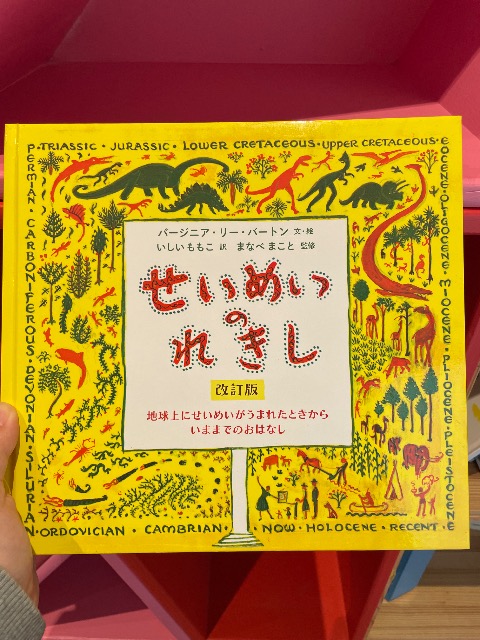 PERMIAN · TRIASSIC · JURASSIC · LOWER CRETACEOUS · UPPER CRETACEOUS ·
EOCENE · OLIGOCENE · MIOCENE · PLIOCENE · PLEISTOCENE
CARBONIFEROUS · DEVONIAN · SILURIAN
バージニア・リー・バートン 文・絵
いしいももこ 訳 まなべまこと 監修
せいめい
の
れきし
改訂版
地球上にせいめいがうまれたときから
いままでのおはなし
ORDOVICIAN · CAMBRIAN · NOW · HOLOCENE · RECENT ·